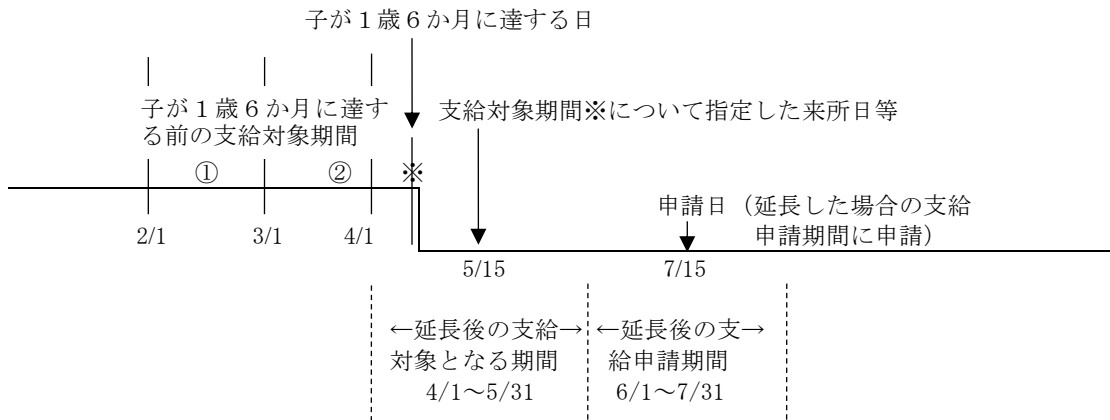 子が１歳６か月に達する日
子が１歳６か月に達す
る前の支給対象期間
支給対象期間※について指定した来所日等
①
②
※
2/1
3/1
4/1
申請日（延長した場合の支給
申請期間に申請）
5/15
7/15
←延長後の支給→
対象となる期間
4/1～5/31
←延長後の支→
給申請期間
6/1～7/31